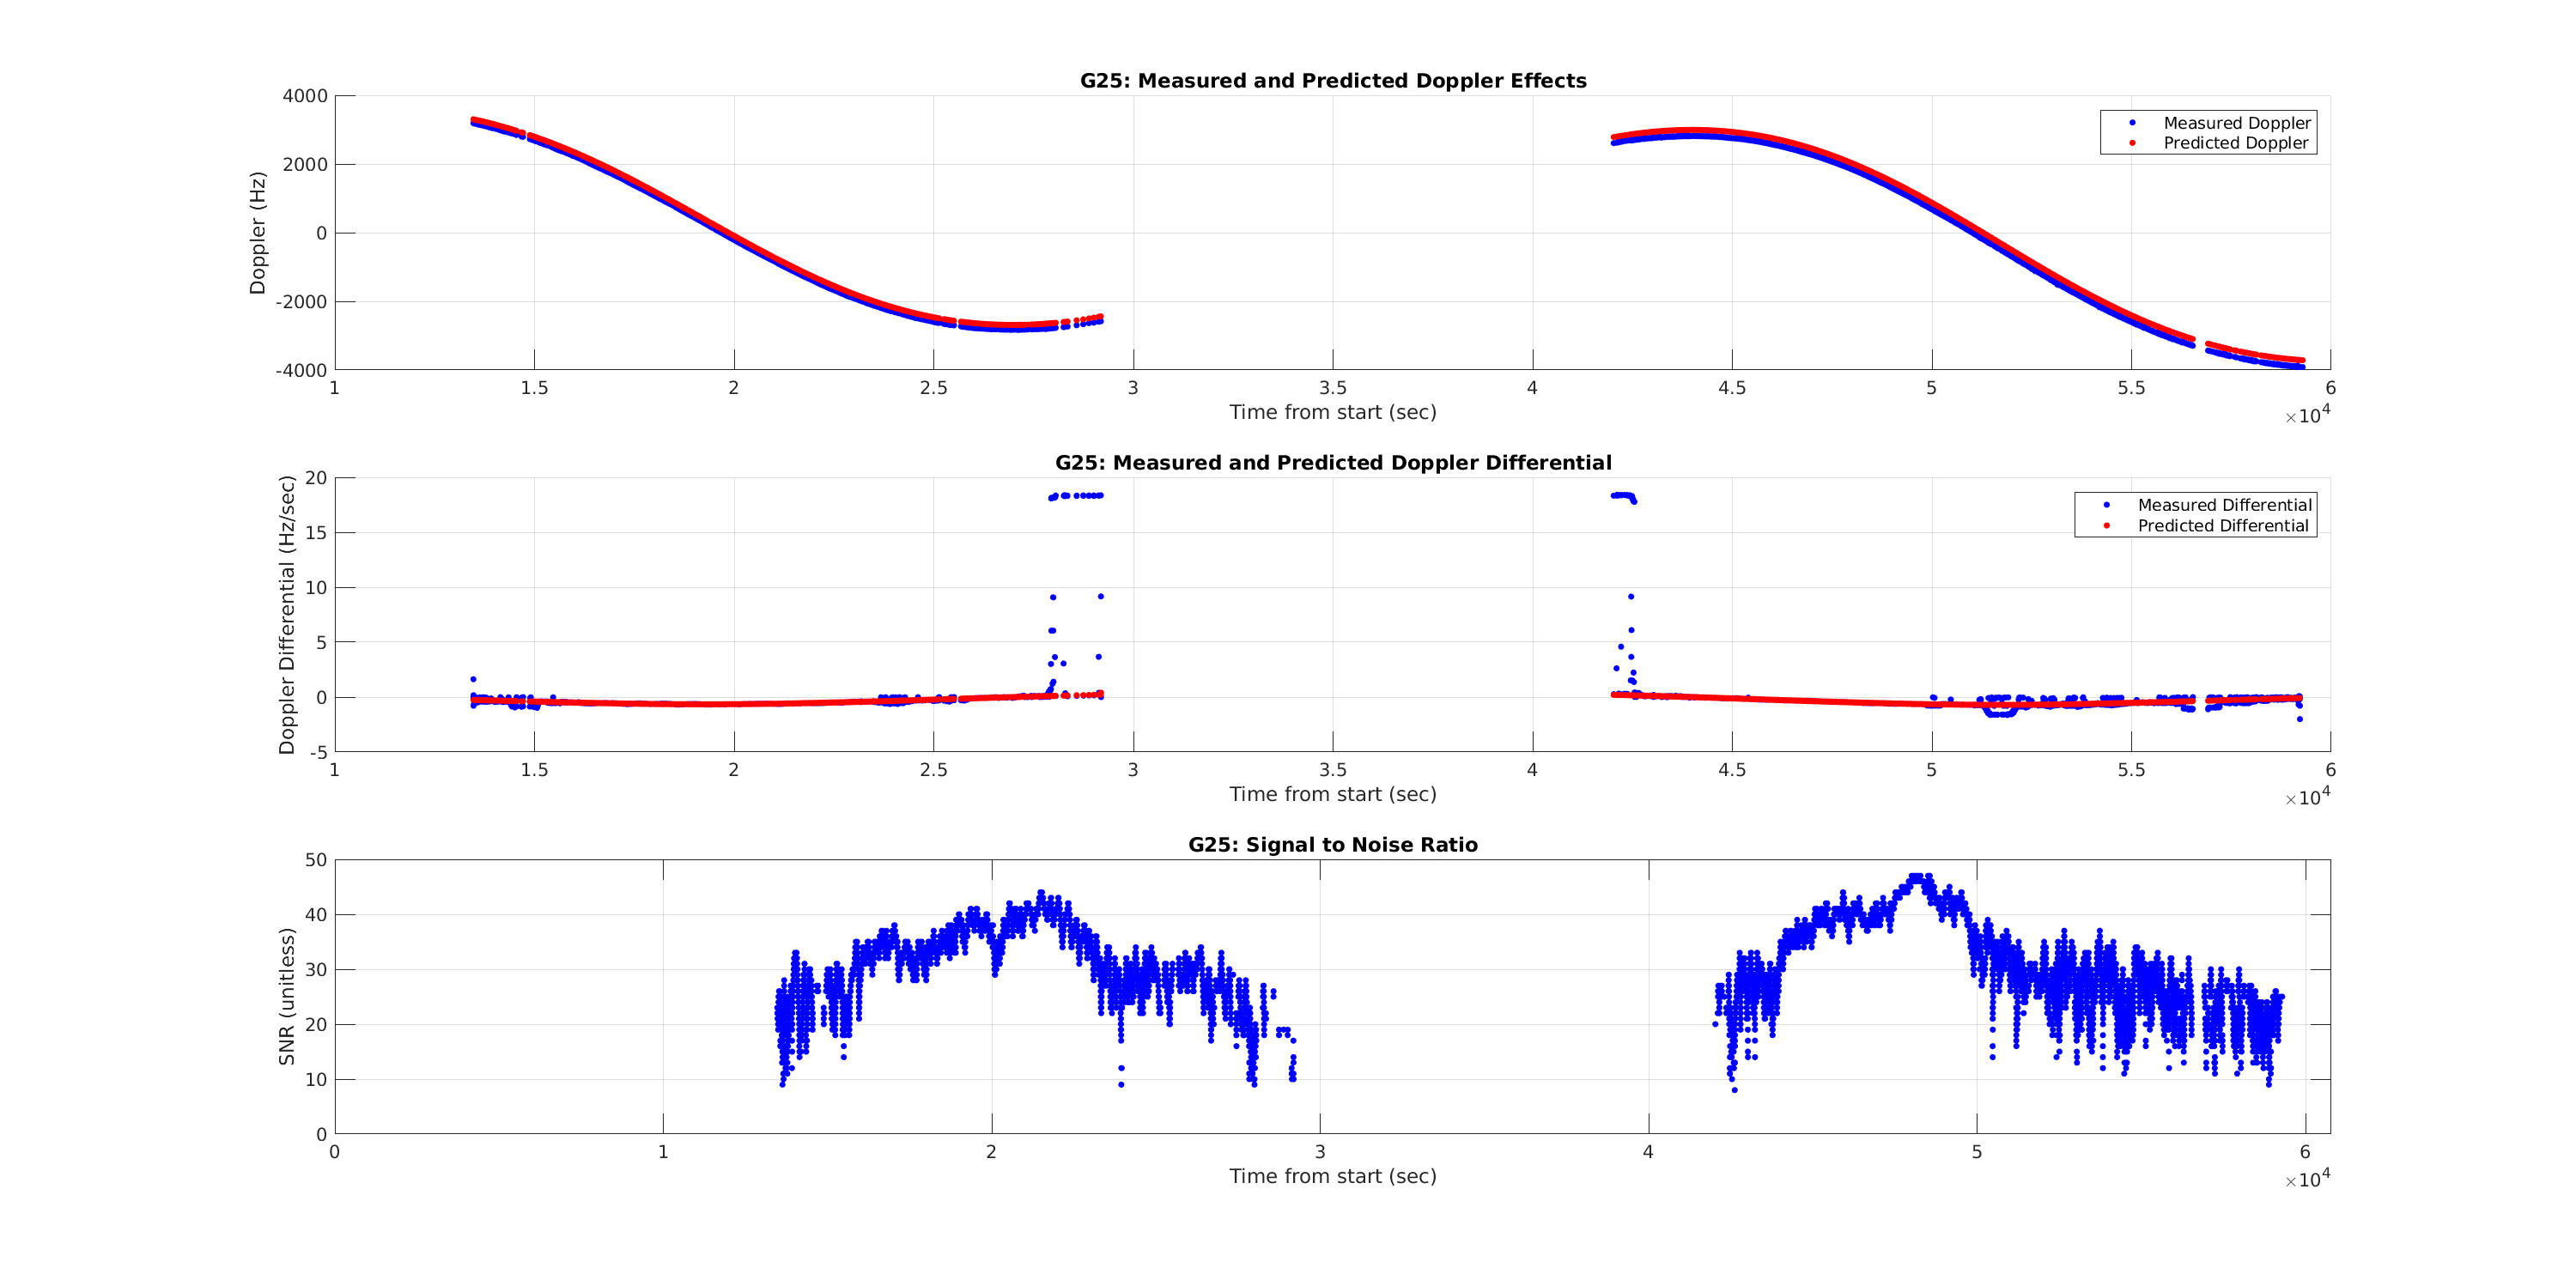 G25: Measured and Predicted Doppler Effects
Doppler (Hz)
4000
2000
0
-2000
-4000
Measured Doppler
Predicted Doppler
1 1.5 2 2.5 3 3.5 4 4.5 5 5.5 6
×10^4
Time from start (sec)
G25: Measured and Predicted Doppler Differential
Doppler Differential (Hz/sec)
20
15
10
5
0
-5
Measured Differential
Predicted Differential
1 1.5 2 2.5 3 3.5 4 4.5 5 5.5 6
×10^4
Time from start (sec)
G25: Signal to Noise Ratio
SNR (unitless)
50
40
30
20
10
0
0 1 2 3 4 5 6
×10^4
Time from start (sec)